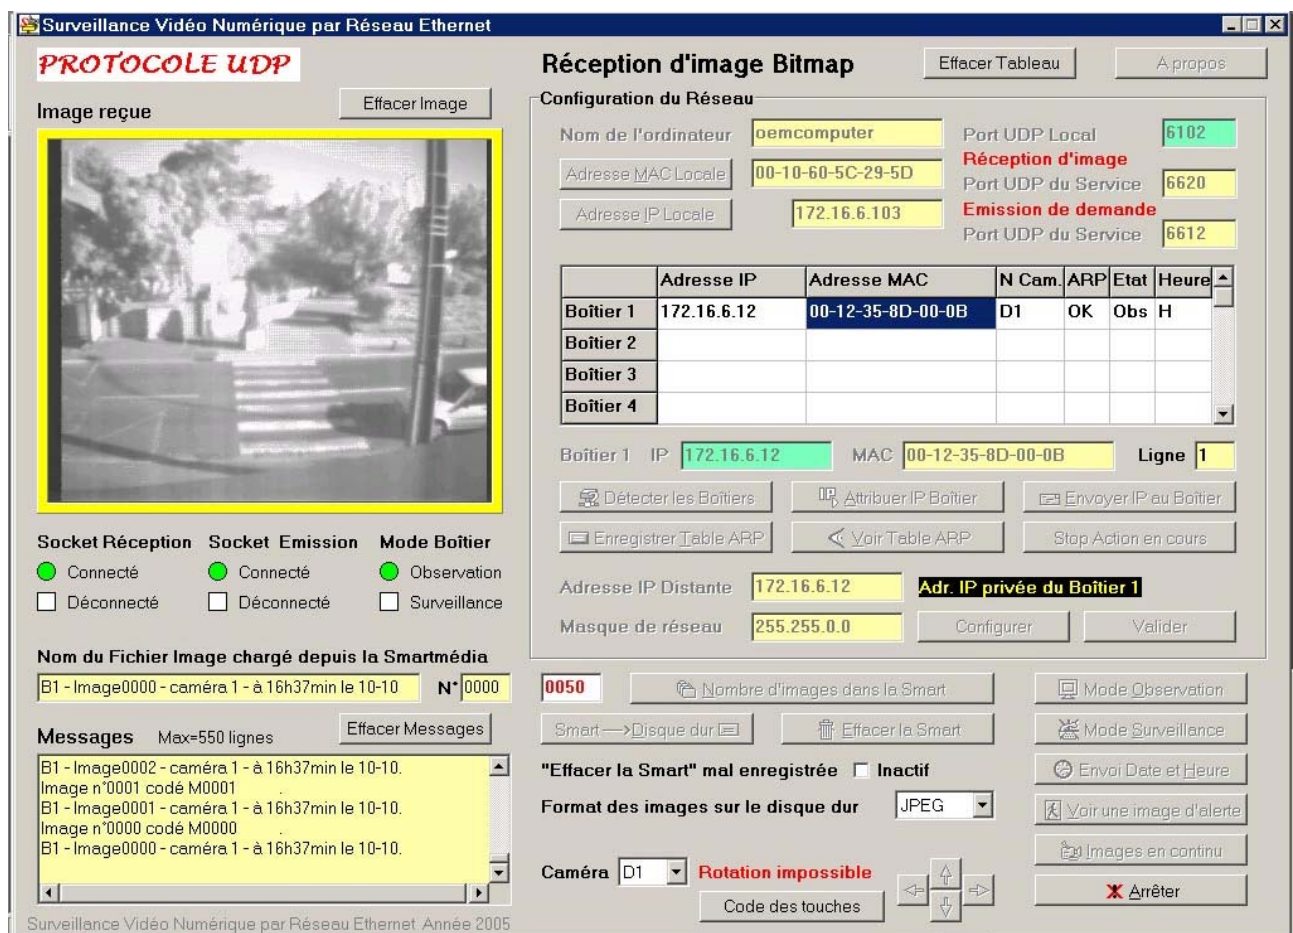 Surveillance Vidéo Numérique par Réseau Ethernet
PROTOCOLE UDP
Effacer Image
Image reçue
Socket Réception Socket Emission Mode Boîtier
Connecté Connecté Observation
Déconnecté Déconnecté Surveillance
Nom du Fichier Image chargé depuis la Smartmédia
B1 - Image0000 - caméra 1 - à 16h37min le 10-10 N° 0000
Messages Max=550 lignes Effacer Messages
B1 - Image0002 - caméra 1 - à 16h37min le 10-10.
Image n°0001 codé M0001 .
B1 - Image0001 - caméra 1 - à 16h37min le 10-10.
Image n°0000 codé M0000 .
B1 - Image0000 - caméra 1 - à 16h37min le 10-10.
Surveillance Vidéo Numérique par Réseau Ethernet Année 2005
Réception d'image Bitmap Effacer Tableau A propos
Configuration du Réseau
Nom de l'ordinateur oemcomputer Port UDP Local 6102
Réception d'image
Adresse MAC Locale 00-10-60-5C-29-5D Port UDP du Service 6620
Adresse IP Locale 172.16.6.103 Emission de demande
Port UDP du Service 6612
Adresse IP Adresse MAC N Cam. ARP Etat Heure
Boîtier 1 172.16.6.12 00-12-35-8D-00-0B D1 OK Obs H
Boîtier 2
Boîtier 3
Boîtier 4
Boîtier 1 IP 172.16.6.12 MAC 00-12-35-8D-00-0B Ligne 1
Détecter les Boîtiers Attribuer IP Boîtier Envoyer IP au Boîtier
Enregistrer Table ARP Voir Table ARP Stop Action en cours
Adresse IP Distante 172.16.6.12 Adr. IP privée du Boîtier 1
Masque de réseau 255.255.0.0 Configurer Valider
0050 Nombre d'images dans la Smart Mode Observation
Smart-->Disque dur Effacer la Smart Mode Surveillance
"Effacer la Smart" mal enregistrée Inactif Envoi Date et Heure
Format des images sur le disque dur JPEG Voir une image d'alerte
Images en continu
Caméra D1 Rotation impossible
Arrêter
Code des touches